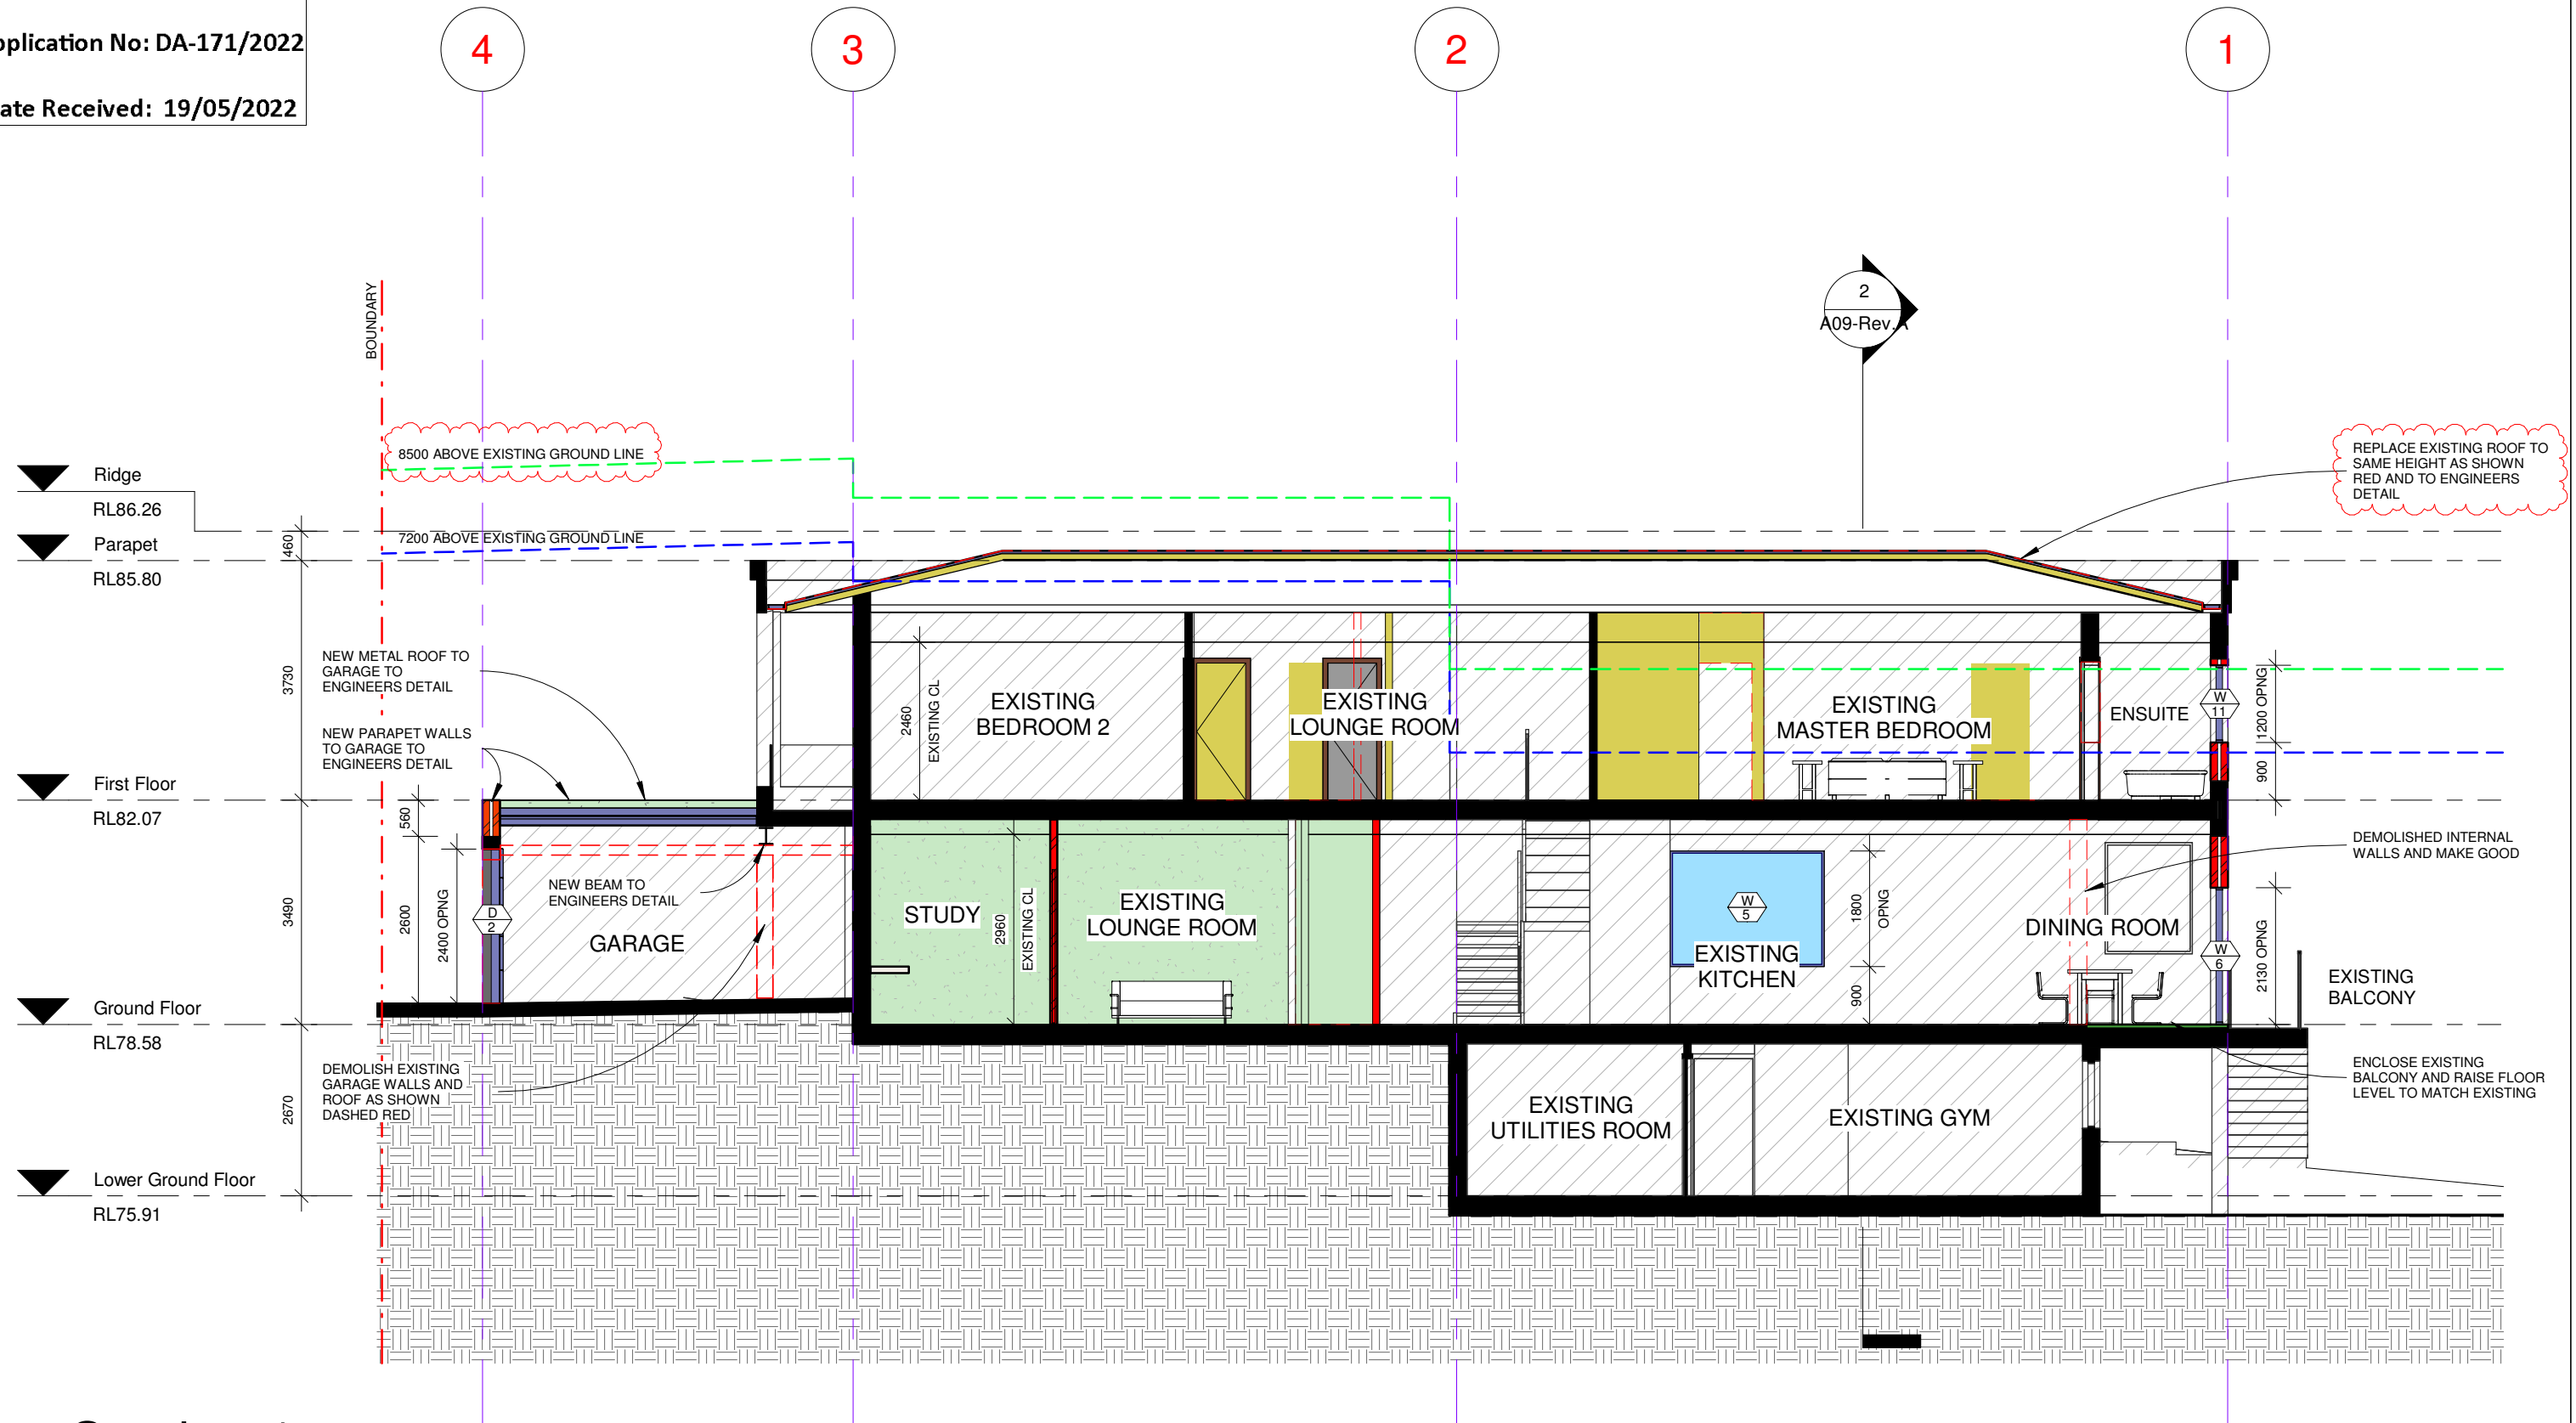 pplication No: DA-171/2022
ate Received: 19/05/2022
4
3
2
1
BOUNDARY
2
A09-Rev.A
8500 ABOVE EXISTING GROUND LINE
REPLACE EXISTING ROOF TO
SAME HEIGHT AS SHOWN
RED AND TO ENGINEERS
DETAIL
Ridge
RL86.26
460
Parapet
RL85.80
7200 ABOVE EXISTING GROUND LINE
3730
NEW METAL ROOF TO
GARAGE TO
ENGINEERS DETAIL
NEW PARAPET WALLS
TO GARAGE TO
ENGINEERS DETAIL
2460
EXISTING CL
EXISTING
BEDROOM 2
EXISTING
LOUNGE ROOM
EXISTING
MASTER BEDROOM
ENSUITE
W
11
1200 OPNG
900
First Floor
RL82.07
560
3490
2600
2400 OPNG
D
2
NEW BEAM TO
ENGINEERS DETAIL
GARAGE
STUDY
2960
EXISTING CL
EXISTING
LOUNGE ROOM
W
5
EXISTING
KITCHEN
1800
OPNG
900
DINING ROOM
W
6
2130 OPNG
DEMOLISHED INTERNAL
WALLS AND MAKE GOOD
EXISTING
BALCONY
Ground Floor
RL78.58
2670
DEMOLISH EXISTING
GARAGE WALLS AND
ROOF AS SHOWN
DASHED RED
EXISTING
UTILITIES ROOM
EXISTING GYM
ENCLOSE EXISTING
BALCONY AND RAISE FLOOR
LEVEL TO MATCH EXISTING
Lower Ground Floor
RL75.91